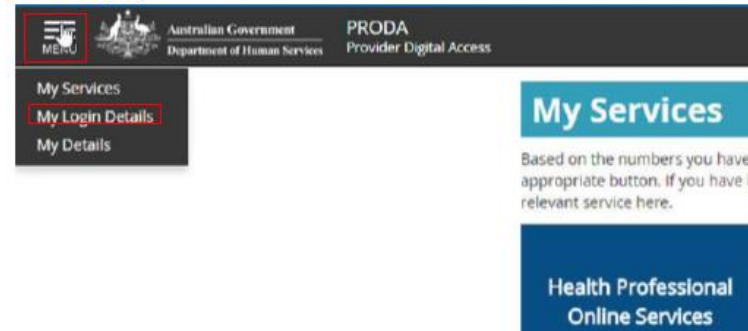 MENU
Australian Government
Department of Human Services
PRODA
Provider Digital Access
My Services
My Login Details
My Details
My Services
Based on the numbers you have
appropriate button. If you have
relevant service here.
Health Professional
Online Services